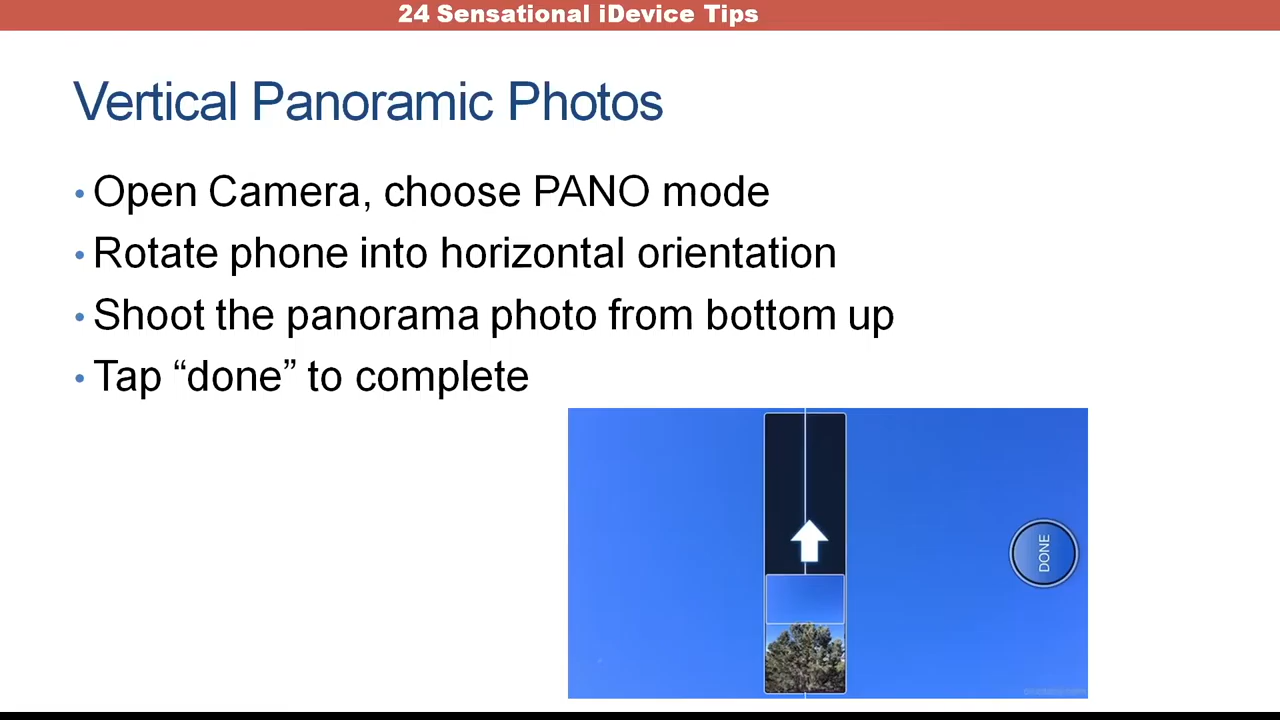 24 Sensational iDevice Tips
Vertical Panoramic Photos
• Open Camera, choose PANO mode
• Rotate phone into horizontal orientation
• Shoot the panorama photo from bottom up
• Tap “done” to complete
DONE